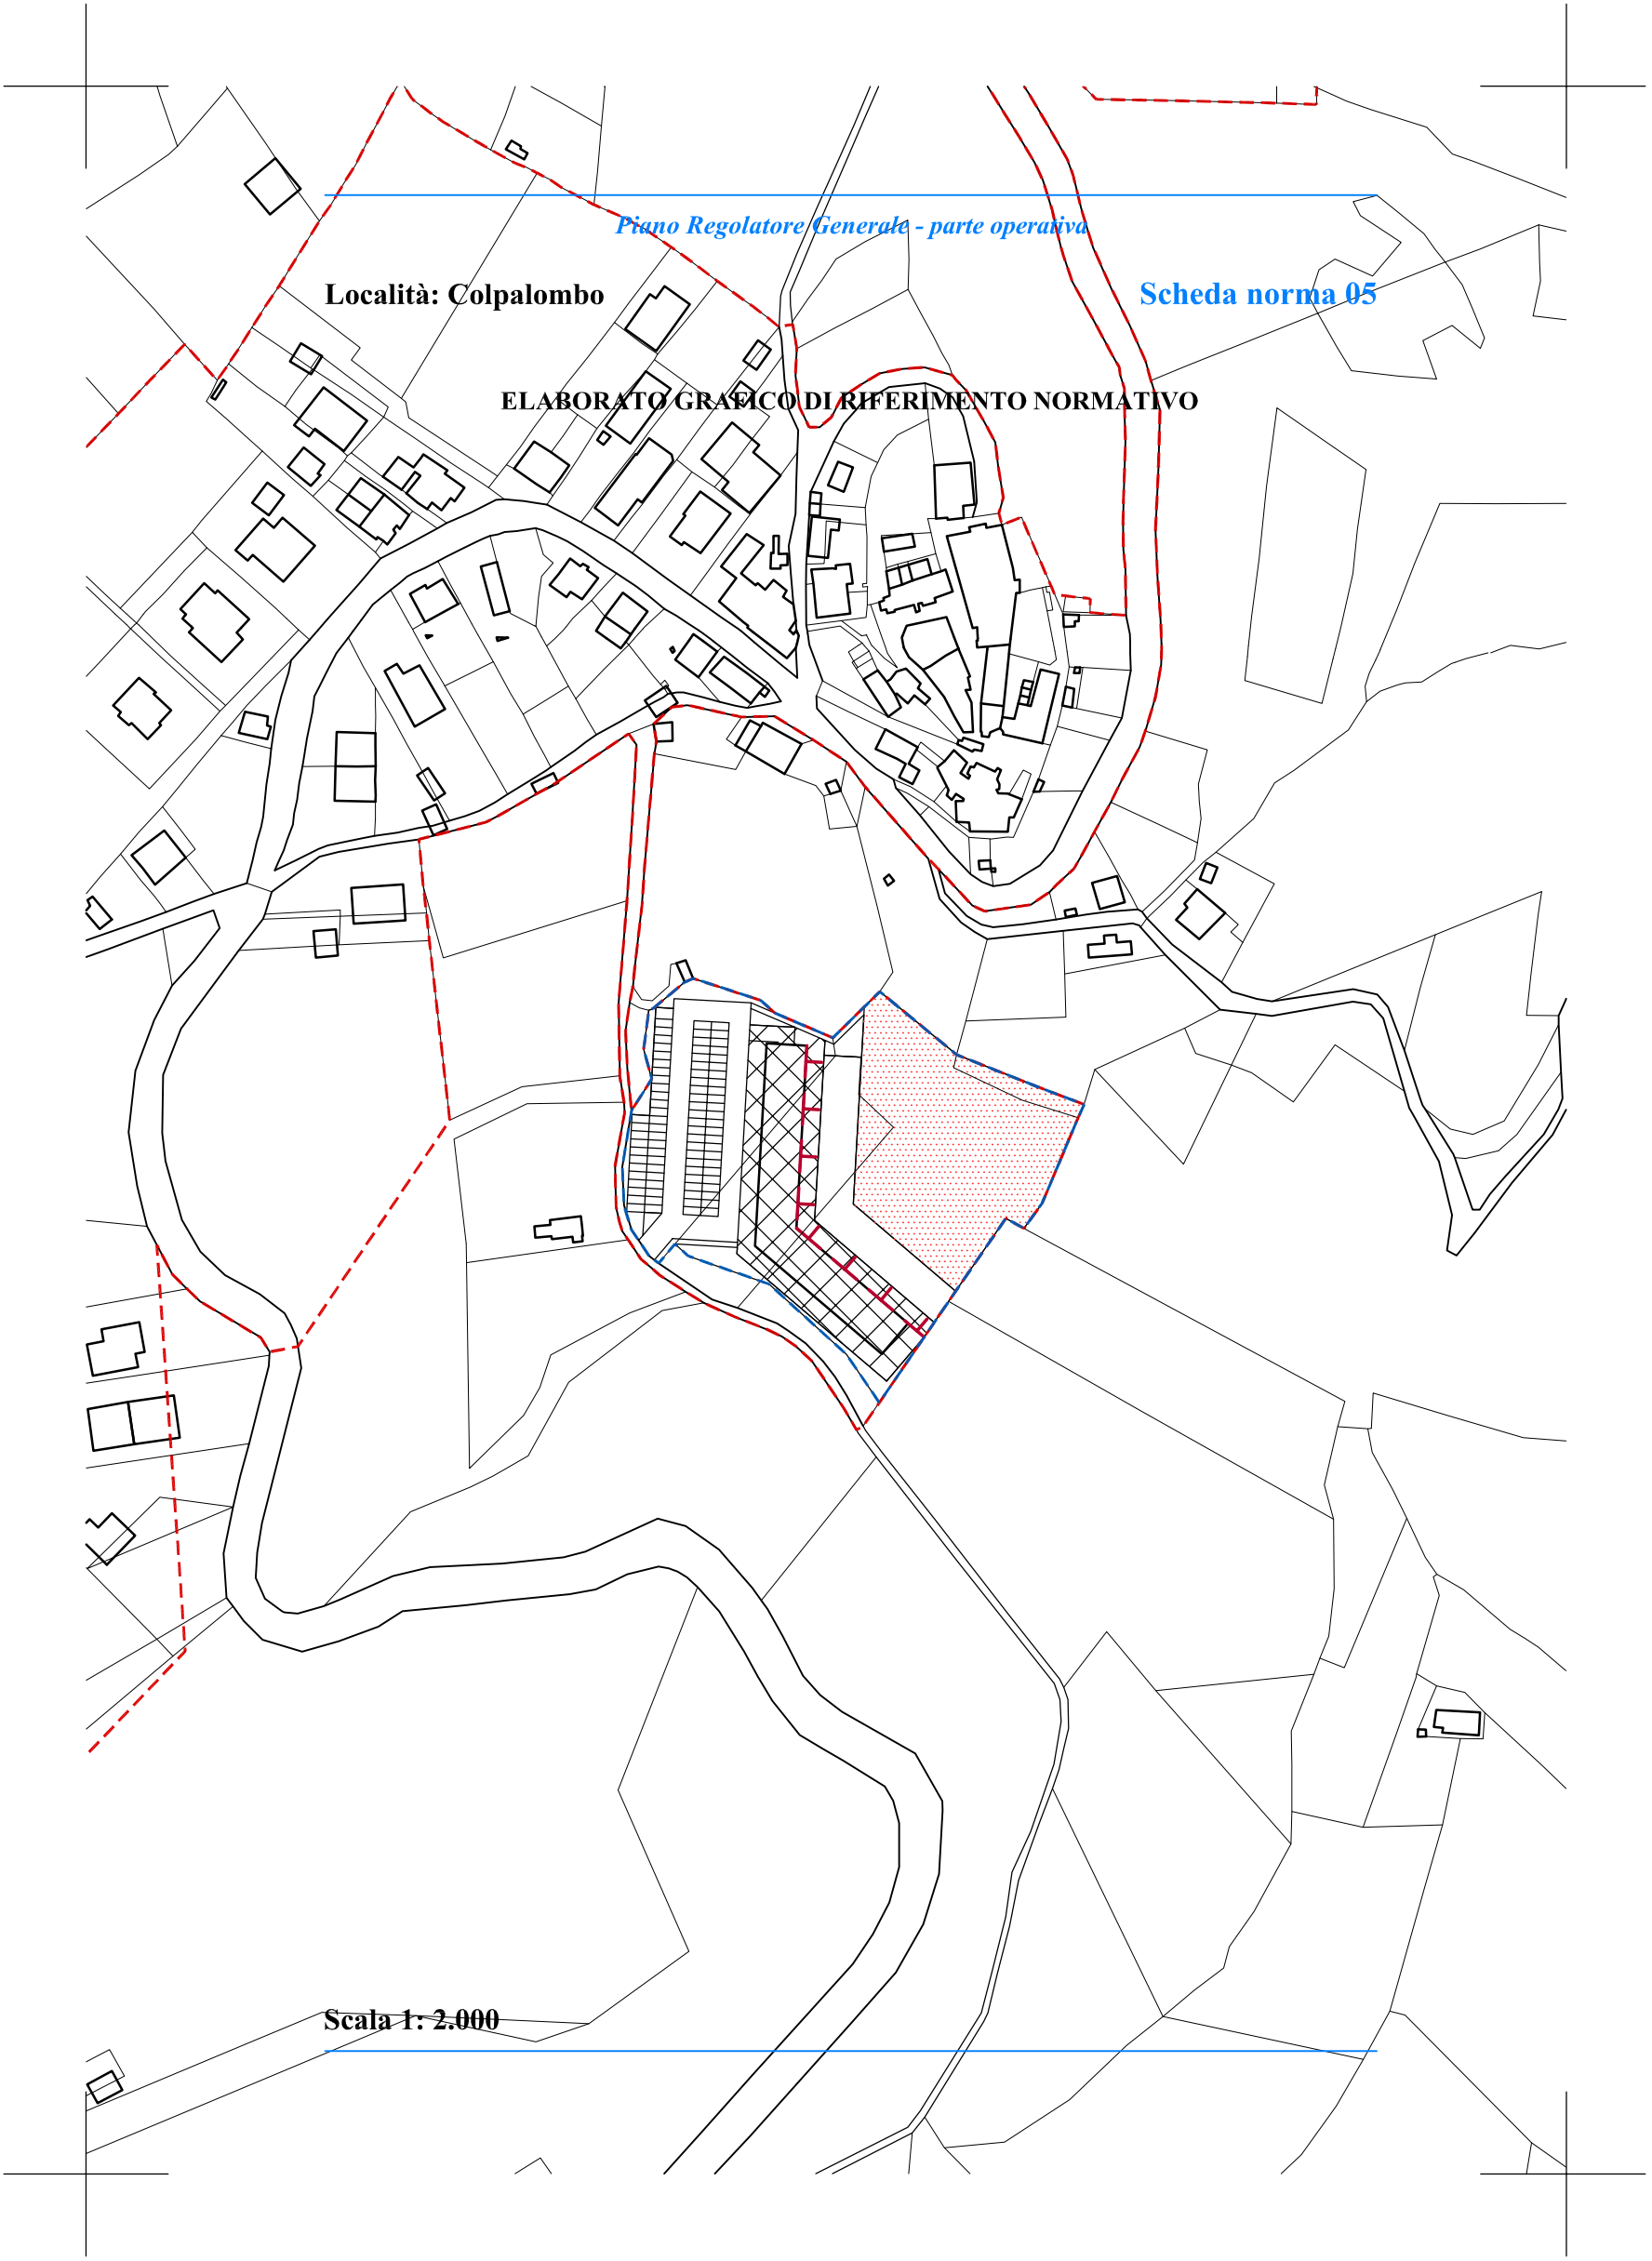 Piano Regolatore Generale - parte operativa
Località: Colpalombo
Scheda norma 05
ELABORATO GRAFICO DI RIFERIMENTO NORMATIVO
Scala 1: 2.000